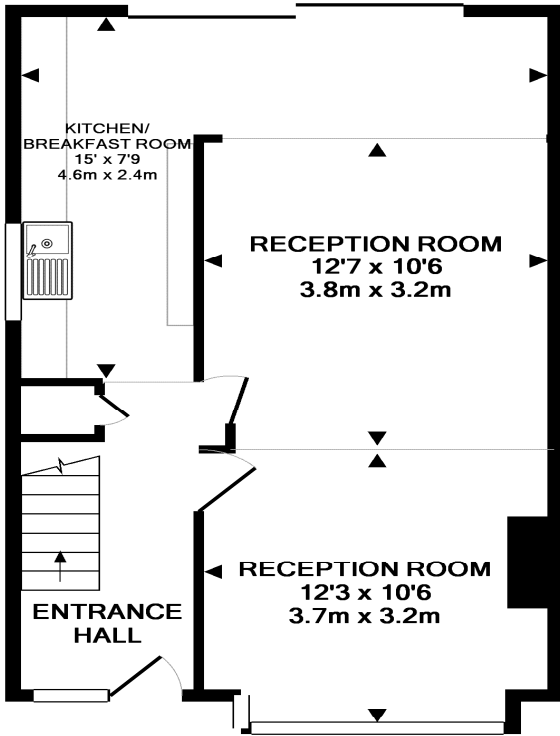 KITCHEN/
BREAKFAST ROOM
15' x 7'9
4.6m x 2.4m
RECEPTION ROOM
12'7 x 10'6
3.8m x 3.2m
RECEPTION ROOM
12'3 x 10'6
3.7m x 3.2m
ENTRANCE
HALL